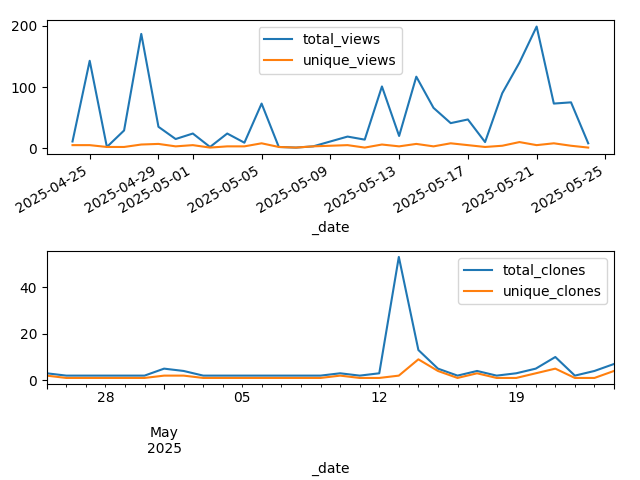 200
100
0
total_views
unique_views
2025-04-25
2025-04-29
2025-05-01
2025-05-05
2025-05-09
2025-05-13
2025-05-17
2025-05-21
2025-05-25
_date
40
20
0
total_clones
unique_clones
28
05
12
19
May
2025
_date